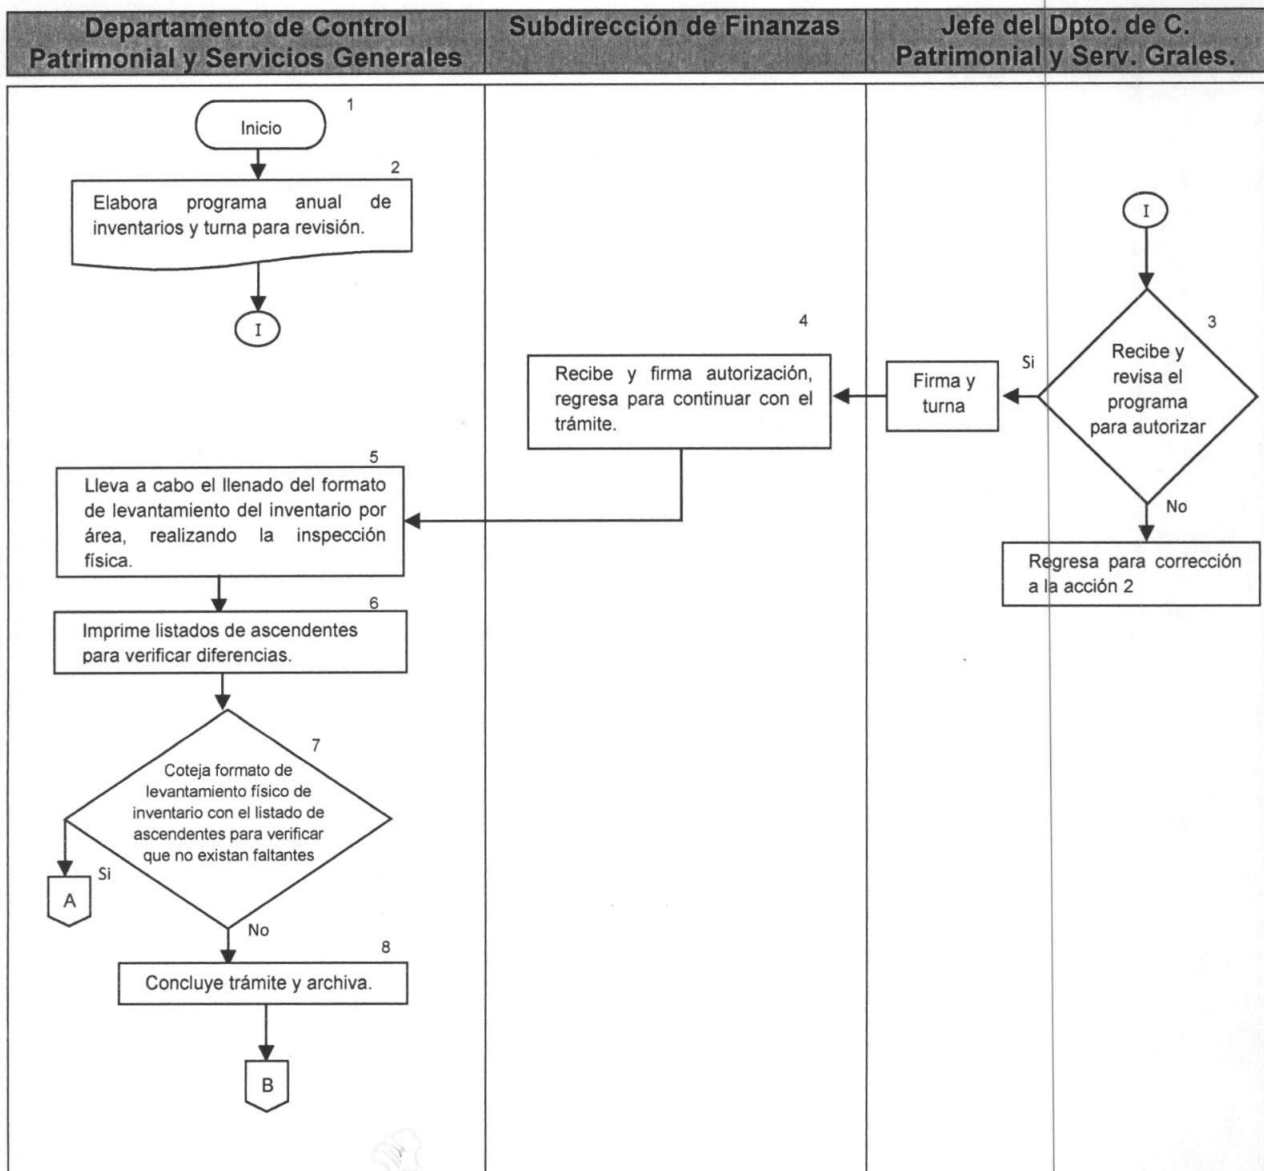 Departamento de Control
Patrimonial y Servicios Generales
Subdirección de Finanzas
Jefe del Dpto. de C.
Patrimonial y Serv. Grales.
1
Inicio
2
Elabora programa anual de
inventarios y turna para revisión.
I
I
3
Recibe y
revisa el
programa
para autorizar
Si
Firma y
turna
No
Regresa para corrección
a la acción 2
4
Recibe y firma autorización,
regresa para continuar con el
trámite.
5
Lleva a cabo el llenado del formato
de levantamiento del inventario por
área, realizando la inspección
física.
6
Imprime listados de ascendentes
para verificar diferencias.
7
Coteja formato de
levantamiento físico de
inventario con el listado de
ascendentes para verificar
que no existan faltantes
Si
A
No
8
Concluye trámite y archiva.
B